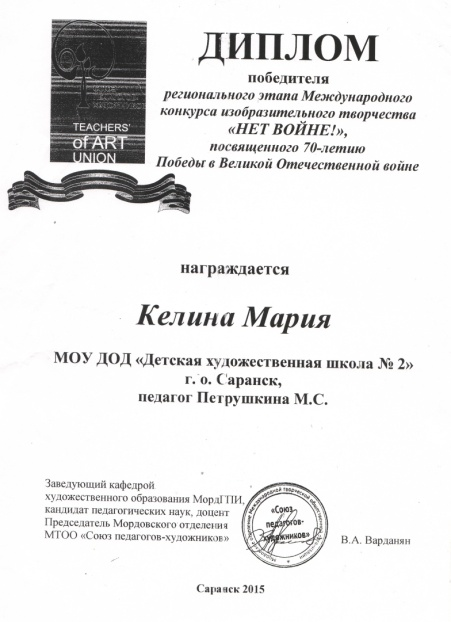 TEACHERS'
of ART
UNION
ДИПЛОМ
победителя
регионального этапа Международного
конкурса изобразительного творчества
«НЕТ ВОЙНЕ!»,
посвященного 70-летию
Победы в Великой Отечественной войне
награждается
Келина Мария
МОУ ДОД «Детская художественная школа № 2»
г. о. Саранск,
педагог Петрушкина М.С.
Заведующий кафедрой
художественного образования МордГПИ,
кандидат педагогических наук, доцент
Председатель Мордовского отделения
МТОО «Союз педагогов-художников»
«Союз
педагогов-
художников»
В.А. Варданян
Саранск 2015